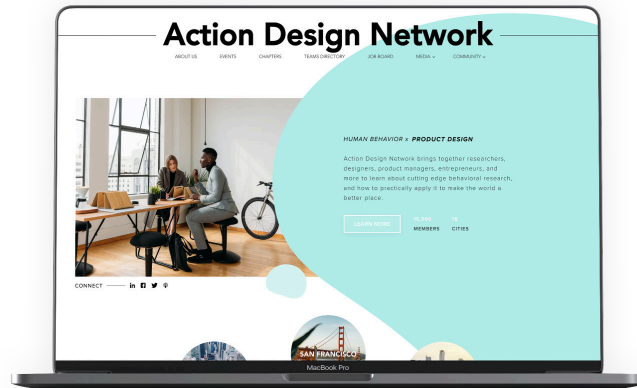 Action Design Network
ABOUT US EVENTS CHAPTERS TEAMS DIRECTORY JOB BOARD MEDIA COMMUNITY
HUMAN BEHAVIOR x PRODUCT DESIGN
Action Design Network brings together researchers,
designers, product managers, entrepreneurs, and
more to learn about cutting edge behavioral research,
and how to practically apply it to make the world a
better place.
LEARN MORE
15
MEMBERS CITIES
CONNECT
SAN FRANCISCO
MacBook Pro